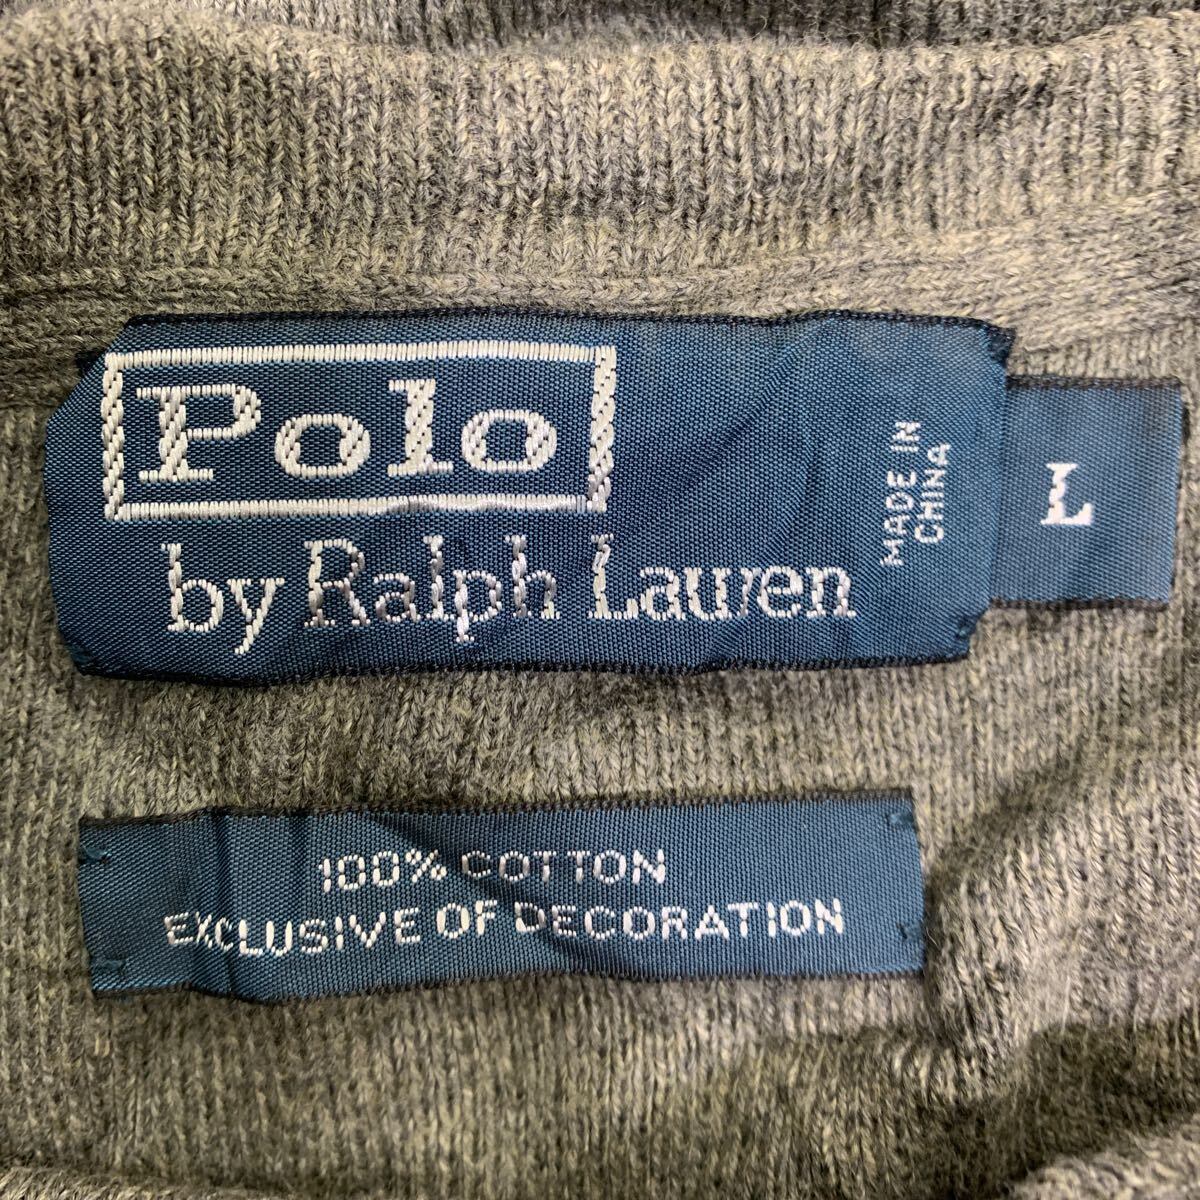 Polo
by Ralph Lauren
MADE IN
CHINA
L
100% COTTON
EXCLUSIVE OF DECORATION